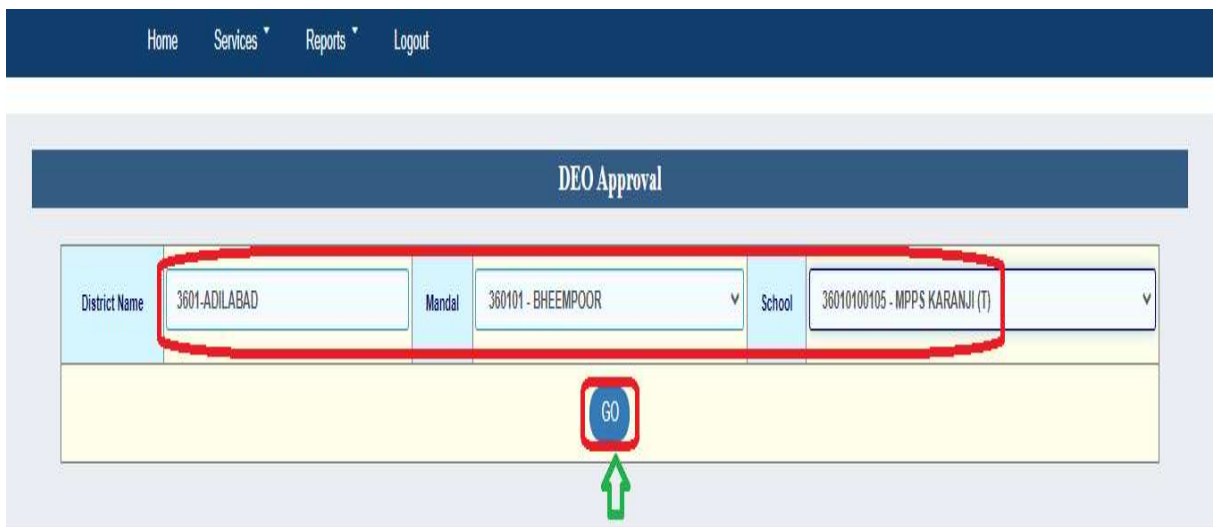 Home Services Reports Logout
DEO Approval
District Name 3601-ADILABAD Mandal 360101 - BHEEMPOOR School 36010100105 - MPPS KARANJI (T)
GO